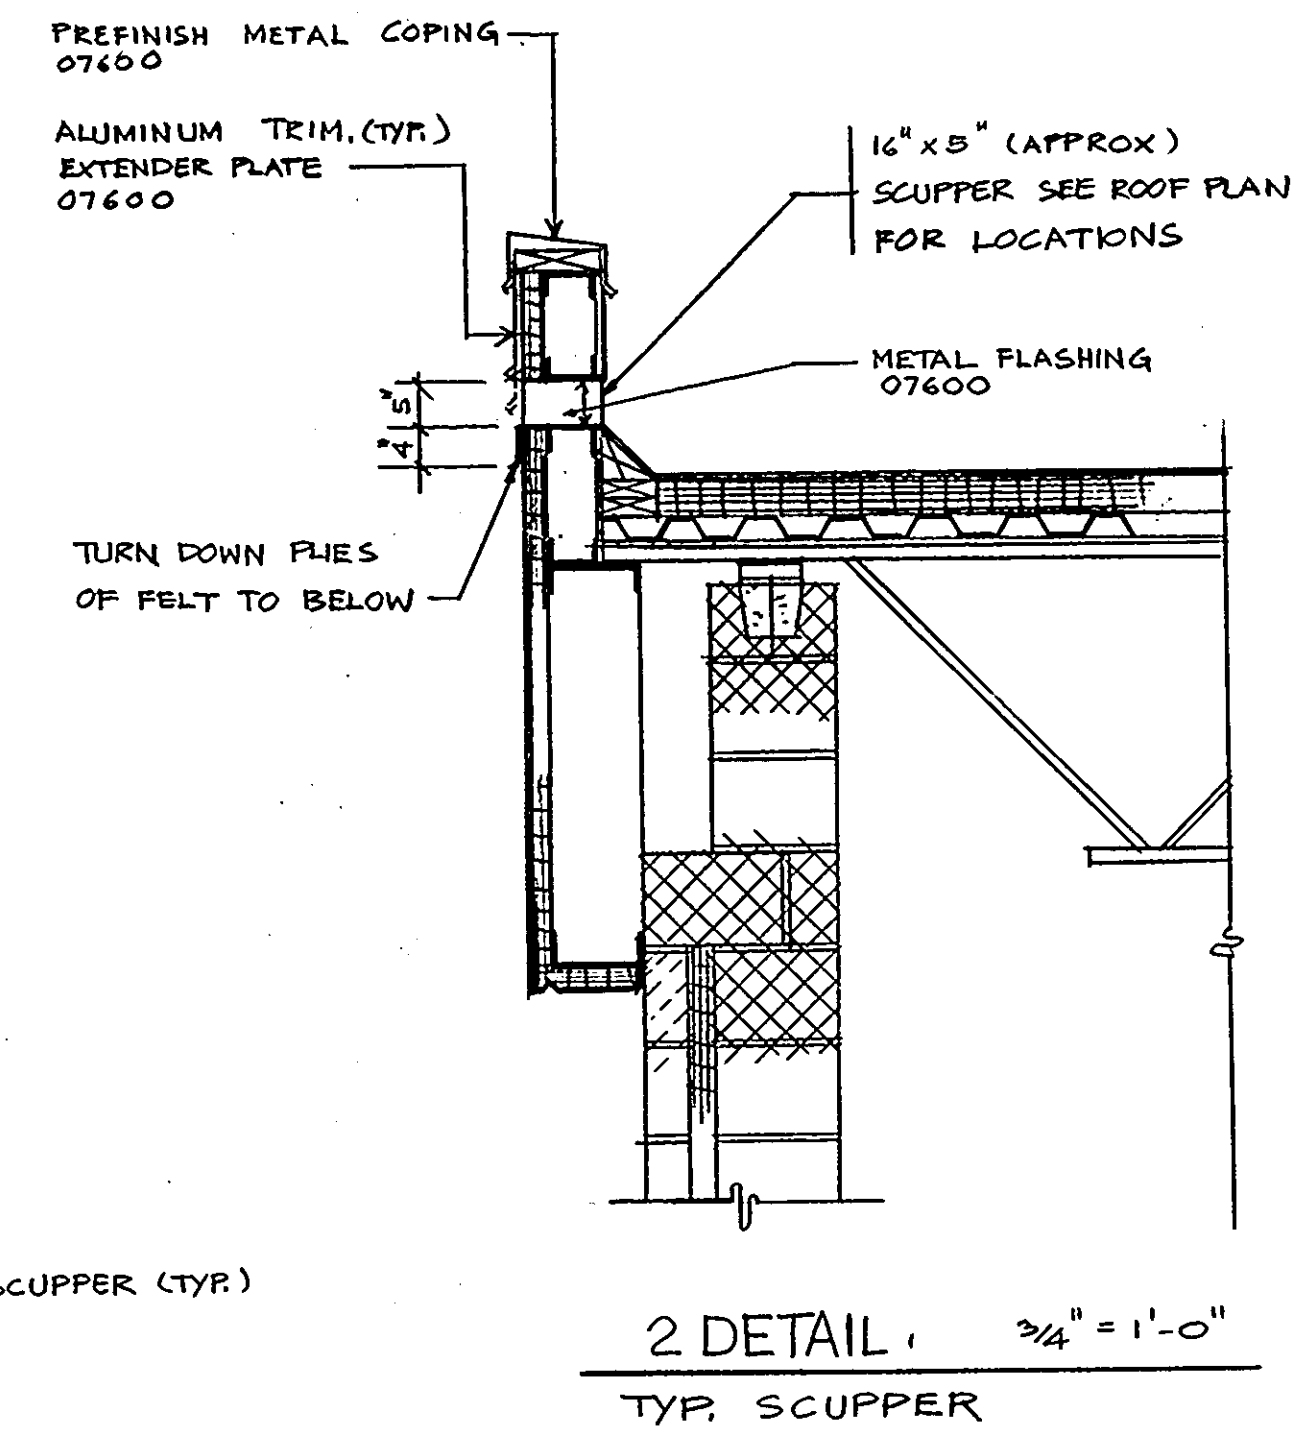 PREFINISH METAL COPING
07600
ALUMINUM TRIM. (TYP.)
EXTENDER PLATE
07600
16" x 5" (APPROX)
SCUPPER SEE ROOF PLAN
FOR LOCATIONS
METAL FLASHING
07600
5"
4"
TURN DOWN PLIES
OF FELT TO BELOW
SCUPPER (TYP.)
2 DETAIL. 3/4" = 1'-0"
TYP. SCUPPER